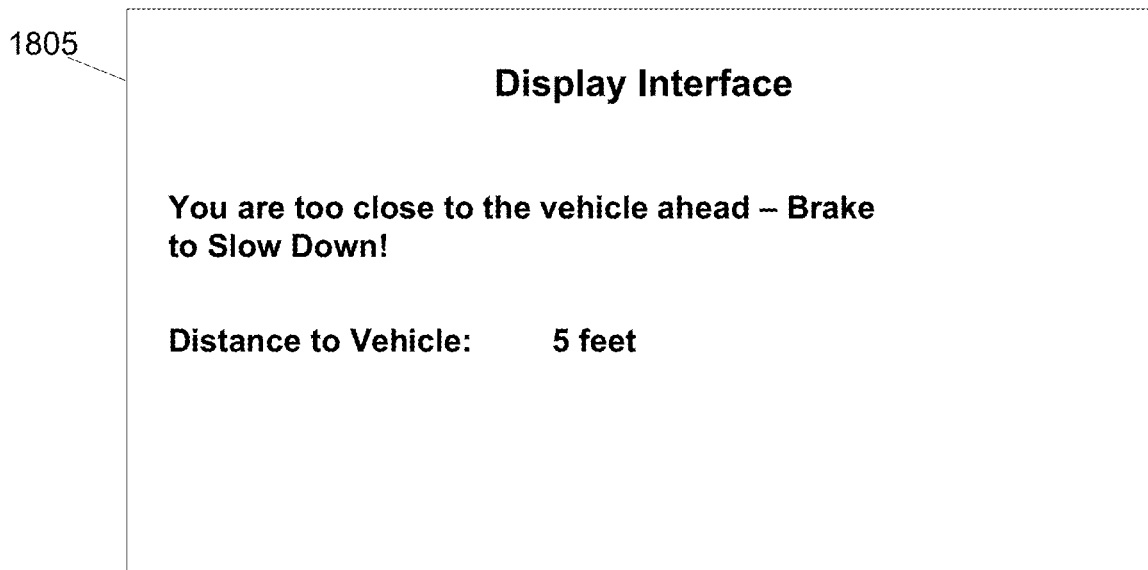 1805
Display Interface
You are too close to the vehicle ahead – Brake
to Slow Down!
Distance to Vehicle: 5 feet